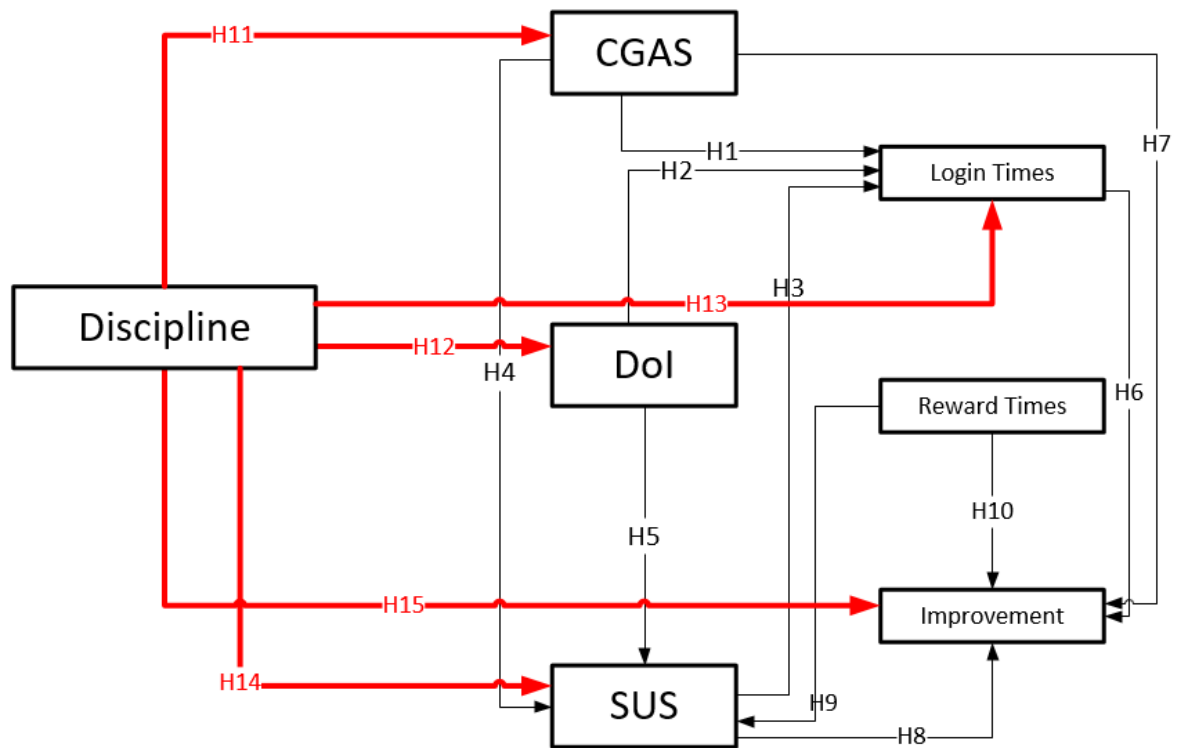 H11
CGAS
H7
H1
H2
Login Times
H3
H13
Discipline
H12
DoI
H4
H6
Reward Times
H10
H5
H15
Improvement
H14
SUS
H9
H8